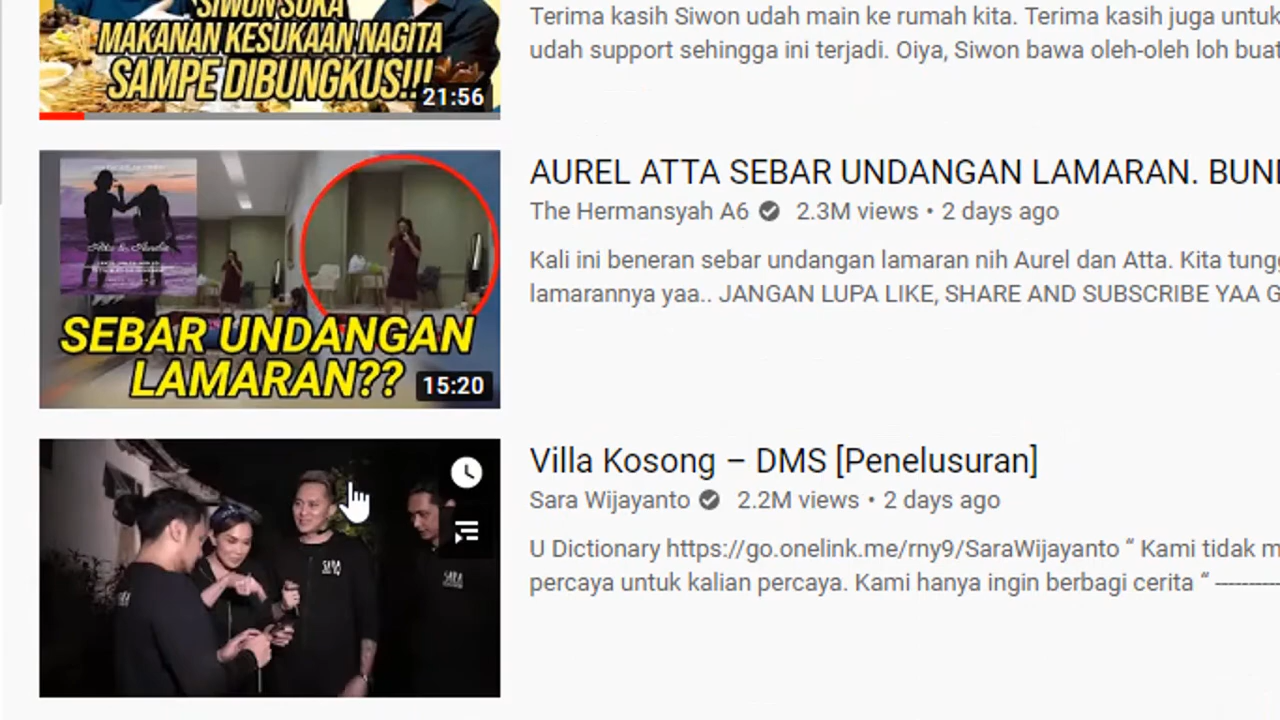 SIWON SUKA
MAKANAN KESUKAAN NAGITA
SAMPE DIBUNGKUS!!!
21:56
Terima kasih Siwon udah main ke rumah kita. Terima kasih juga untuk
udah support sehingga ini terjadi. Oiya, Siwon bawa oleh-oleh loh buat
Atta & Aurelie
SEBAR UNDANGAN
LAMARAN??
15:20
AUREL ATTA SEBAR UNDANGAN LAMARAN. BUN
The Hermansyah A6 2.3M views • 2 days ago
Kali ini beneran sebar undangan lamaran nih Aurel dan Atta. Kita tungg
lamarannya yaa.. JANGAN LUPA LIKE, SHARE AND SUBSCRIBE YAA G
SARA
SARA
Villa Kosong – DMS [Penelusuran]
Sara Wijayanto 2.2M views • 2 days ago
U Dictionary https://go.onelink.me/rny9/SaraWijayanto “ Kami tidak m
percaya untuk kalian percaya. Kami hanya ingin berbagi cerita “ ----------